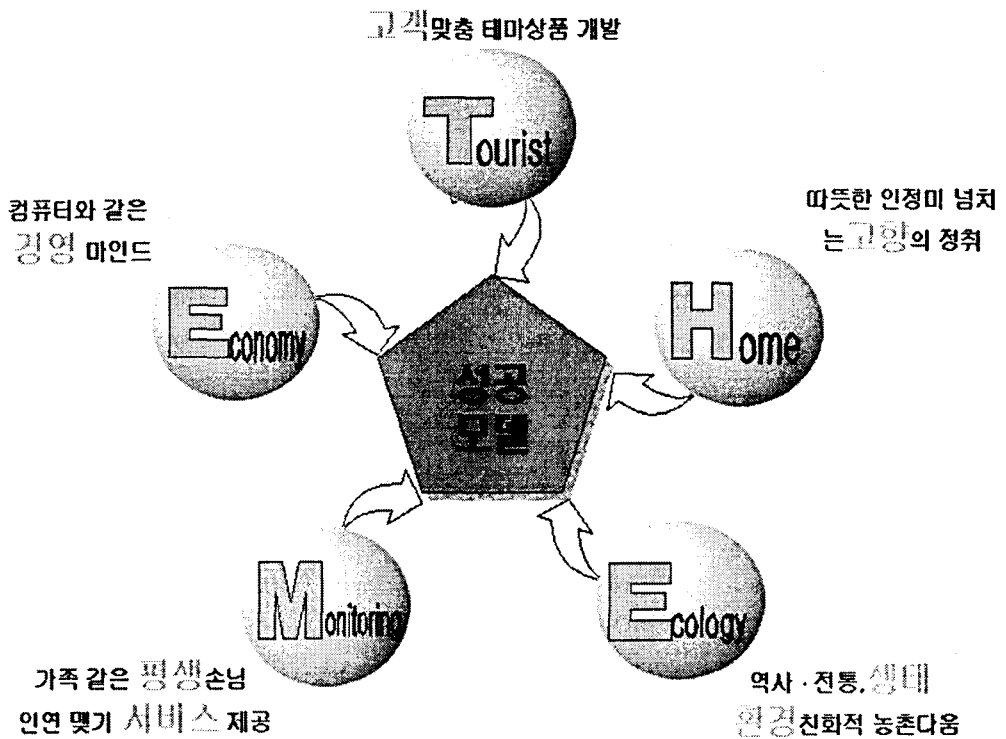 고객맞춤 테마상품 개발
Tourist
컴퓨터와 같은
경영 마인드
Economy
따뜻한 인정미 넘치
는고향의 정취
Home
성공
모델
Monitoring
가족 같은 평생손님
인연 맺기 서비스 제공
Ecology
역사 · 전통, 생태
환경친화적 농촌다움